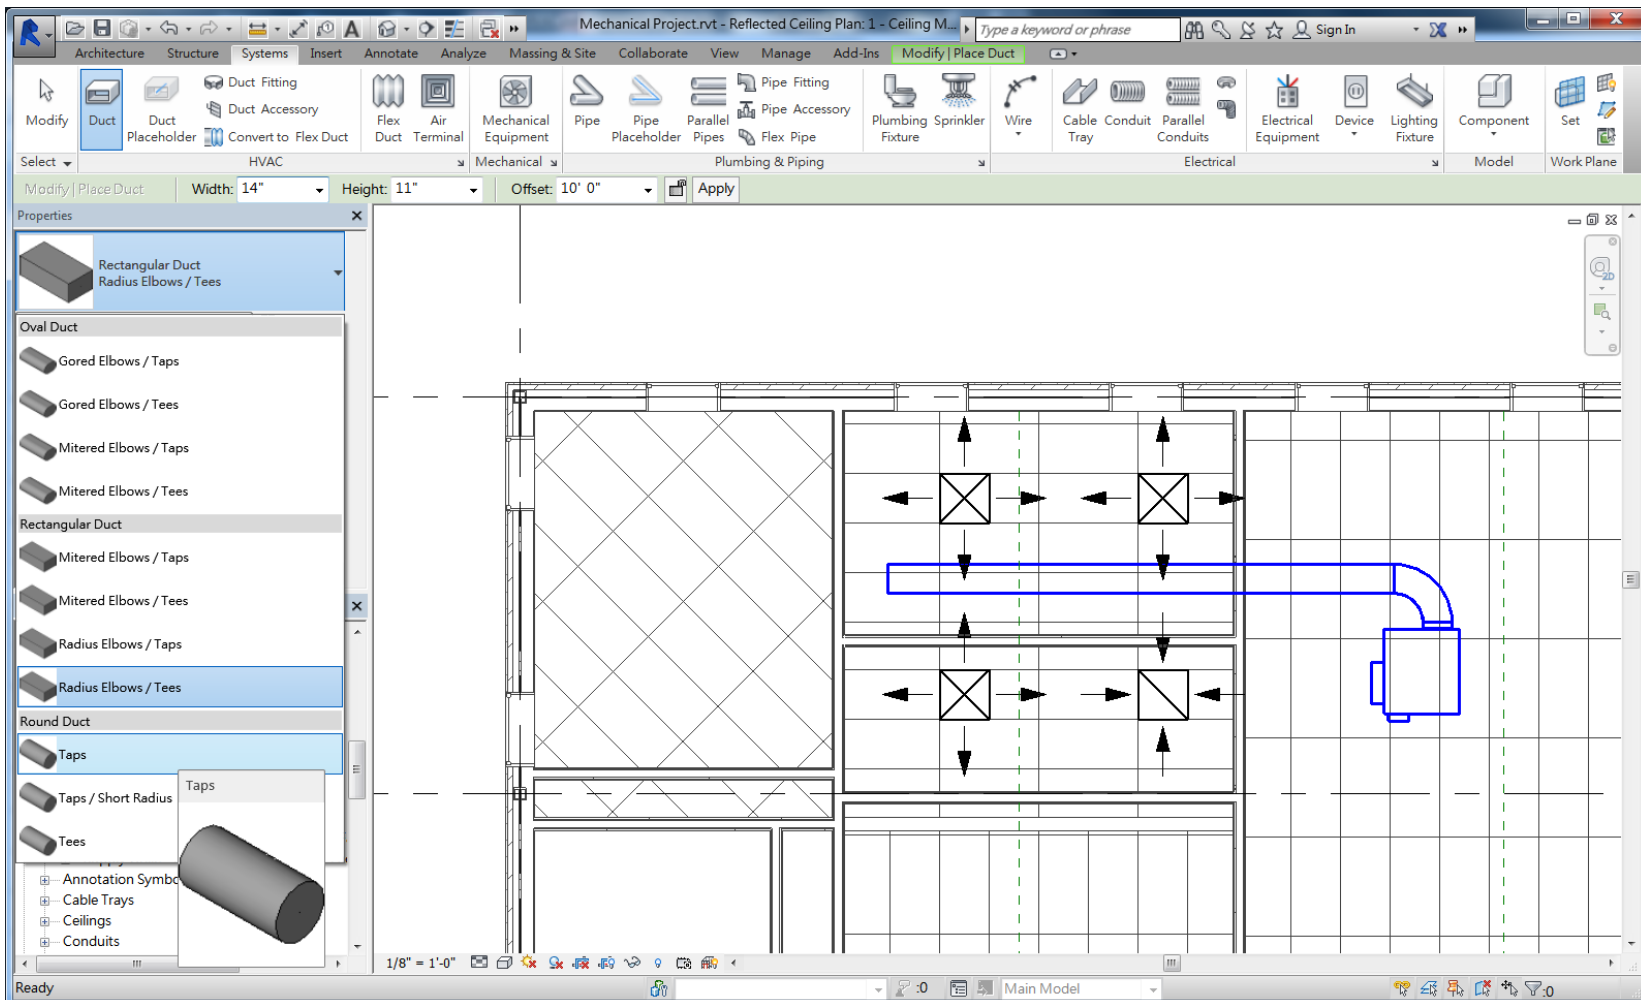 Mechanical Project.rvt - Reflected Ceiling Plan: 1 - Ceiling M...
Type a keyword or phrase
Sign In
Architecture Structure Systems Insert Annotate Analyze Massing & Site Collaborate View Manage Add-Ins Modify | Place Duct
Modify
Duct
Duct Placeholder
Duct Fitting
Duct Accessory
Convert to Flex Duct
Flex Duct
Air Terminal
Mechanical Equipment
Pipe
Pipe Placeholder
Parallel Pipes
Pipe Fitting
Pipe Accessory
Flex Pipe
Plumbing Fixture
Sprinkler
Wire
Cable Tray
Conduit
Parallel Conduits
Electrical Equipment
Device
Lighting Fixture
Component
Set
Select HVAC Mechanical Plumbing & Piping Electrical Model Work Plane
Modify | Place Duct Width: 14" Height: 11" Offset: 10' 0" Apply
Properties
Rectangular Duct
Radius Elbows / Tees
Oval Duct
Gored Elbows / Taps
Gored Elbows / Tees
Mitered Elbows / Taps
Mitered Elbows / Tees
Rectangular Duct
Mitered Elbows / Taps
Mitered Elbows / Tees
Radius Elbows / Taps
Radius Elbows / Tees
Round Duct
Taps
Taps / Short Radius
Tees
Taps
Annotation Symbo
Cable Trays
Ceilings
Conduits
2D
1/8" = 1'-0"
Ready
:0
Main Model
:0